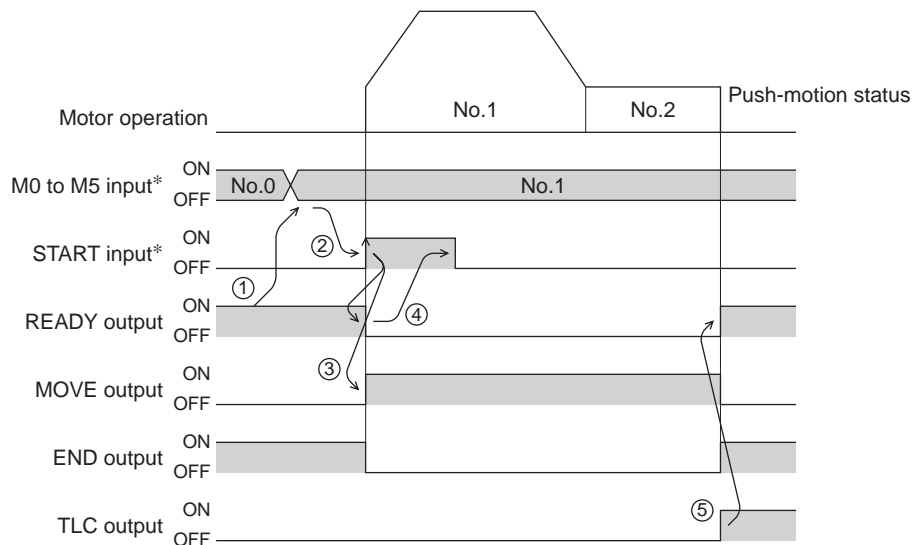 Motor operation
No.1
No.2
Push-motion status
M0 to M5 input*
ON
OFF
No.0
No.1
START input*
ON
OFF
②
①
READY output
ON
OFF
④
③
MOVE output
ON
OFF
END output
ON
OFF
TLC output
ON
OFF
⑤